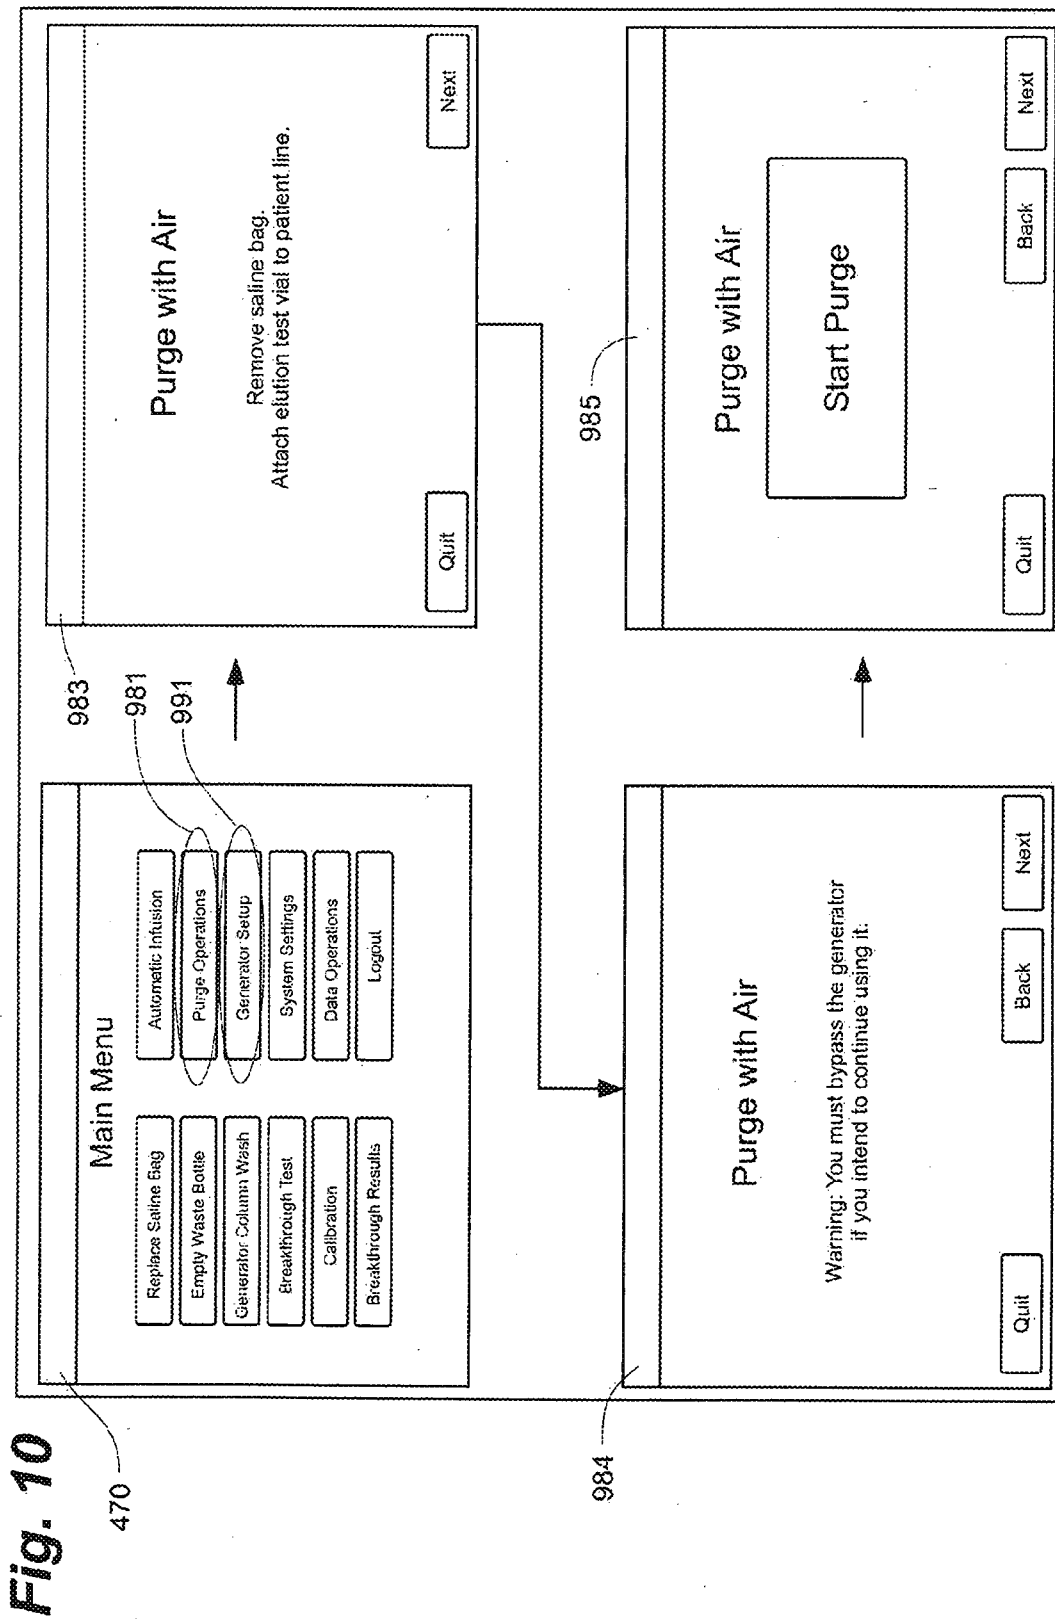 Fig. 10
470
Main Menu
Replace Saline Bag
Automatic Infusion
Empty Waste Bottle
Purge Operations
Generator Column Wash
Generator Setup
Breakthrough Test
System Settings
Calibration
Data Operations
Breakthrough Results
Logout
981
991
983
Purge with Air
Remove saline bag.
Attach elution test vial to patient line.
Quit
Next
984
Purge with Air
Warning: You must bypass the generator
if you intend to continue using it.
Quit
Back
Next
985
Purge with Air
Start Purge
Quit
Back
Next